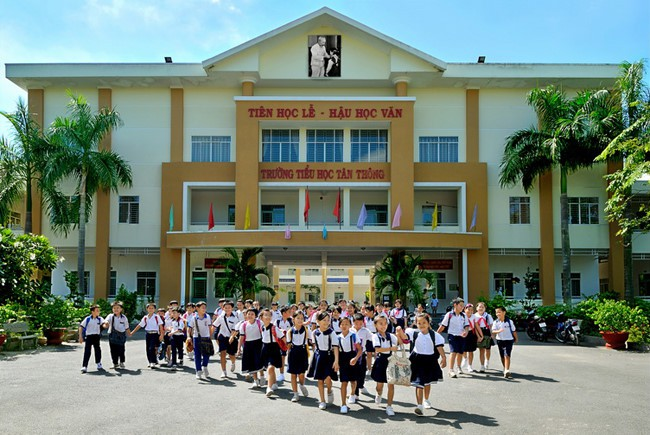 TIÊN HỌC LỄ - HẬU HỌC VĂN
TRƯỜNG TIỂU HỌC TÂN THÔNG